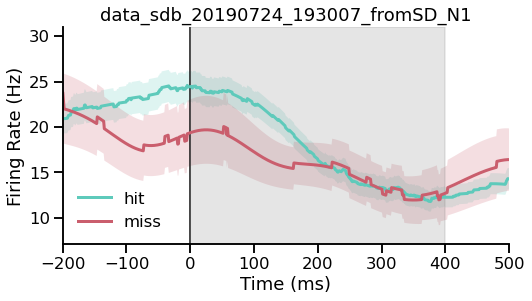 data_sdb_20190724_193007_fromSD_N1
Firing Rate (Hz)
30
25
20
15
10
hit
miss
−200 −100 0 100 200 300 400 500
Time (ms)